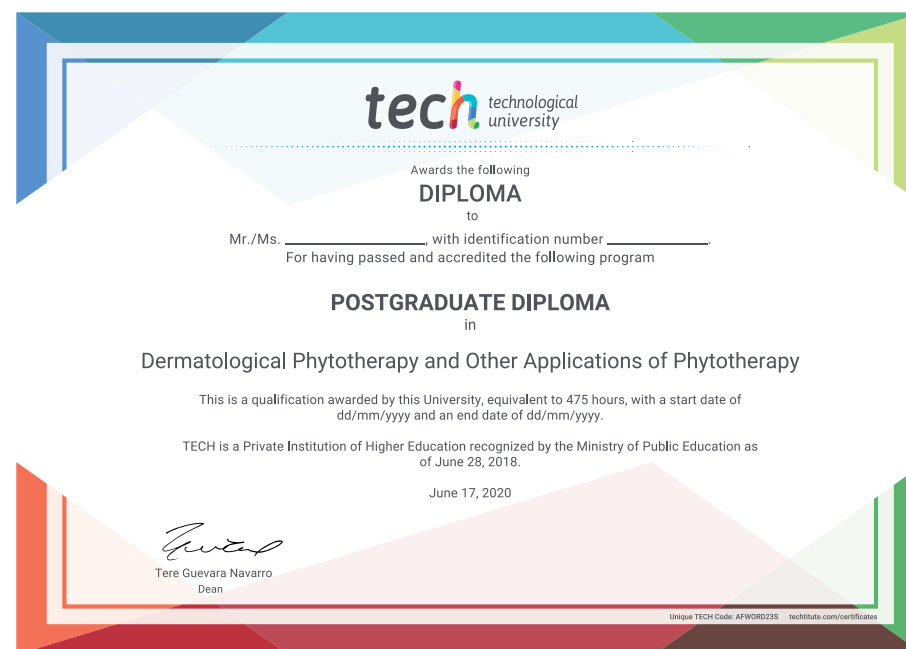 tech technological
university
Awards the following
DIPLOMA
to
Mr./Ms. ____________, with identification number ____________.
For having passed and accredited the following program
POSTGRADUATE DIPLOMA
in
Dermatological Phytotherapy and Other Applications of Phytotherapy
This is a qualification awarded by this University, equivalent to 475 hours, with a start date of
dd/mm/yyyy and an end date of dd/mm/yyyy.
TECH is a Private Institution of Higher Education recognized by the Ministry of Public Education as
of June 28, 2018.
June 17, 2020
Tere Guevara Navarro
Dean
Unique TECH Code: AFWORD23S techtitute.com/certificates